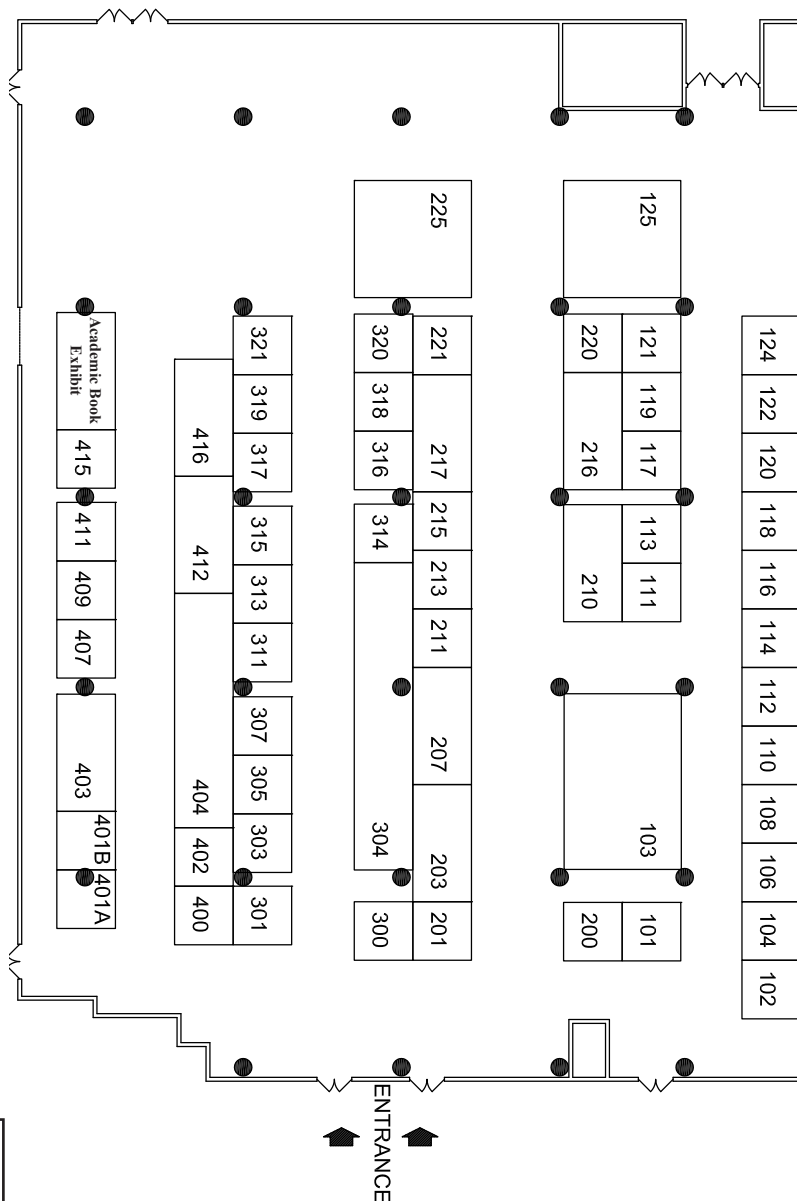 124 122 120 118 116 114 112 110 108 106 104 102
125 121 119 117 113 111 103 101
220 216 210 200
225 221 217 215 213 211 207 203 201
320 318 316 314 304 300
ENTRANCE
321 319 317 315 313 311 307 305 303 301
416 412 404 402 400
Academic Book
Exhibit
415 411 409 407 403 401B 401A